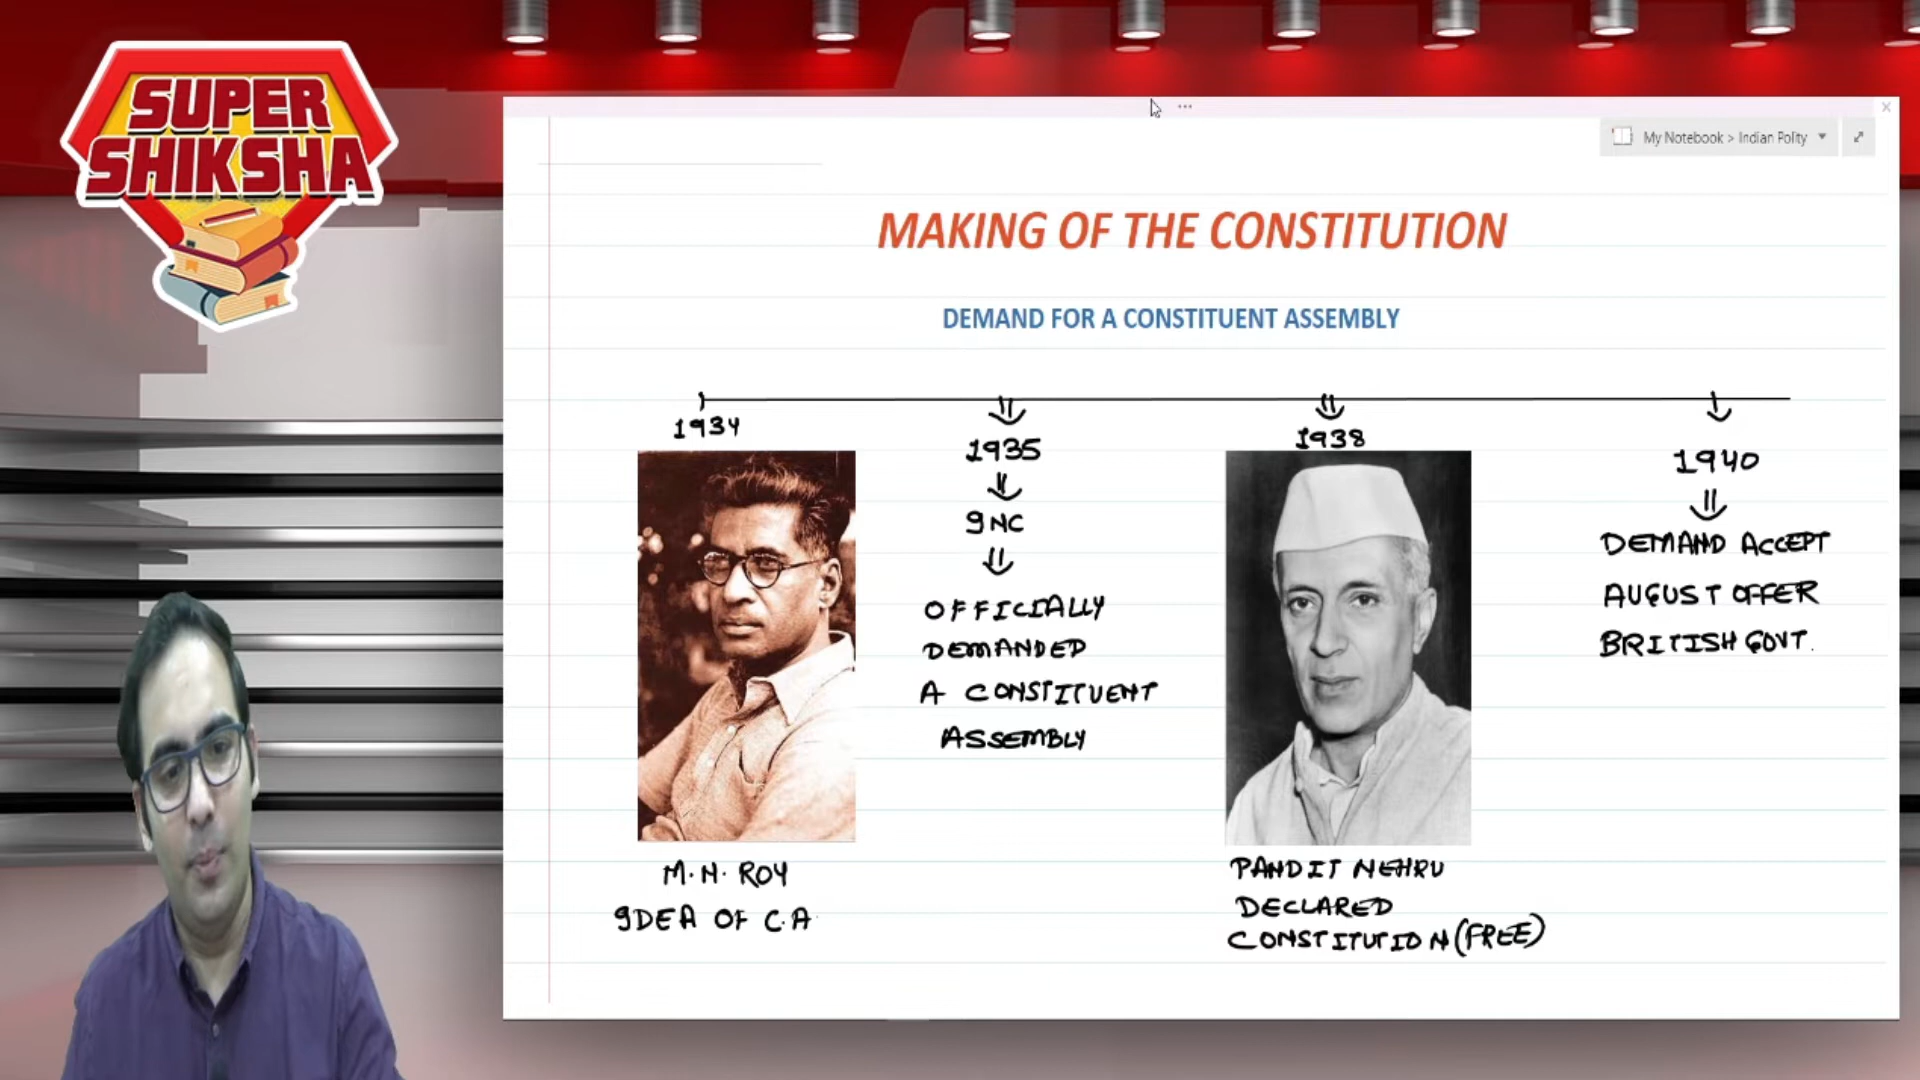 SUPER
SHIKSHA
My Notebook > Indian Polity
MAKING OF THE CONSTITUTION
DEMAND FOR A CONSTITUENT ASSEMBLY
1934
M.N. ROY
IDEA OF C.A
1935
INC
OFFICIALLY
DEMANDED
A CONSTITUENT
ASSEMBLY
1938
PANDIT NEHRU
DECLARED
CONSTITUTION (FREE)
1940
DEMAND ACCEPT
AUGUST OFFER
BRITISH GOVT.